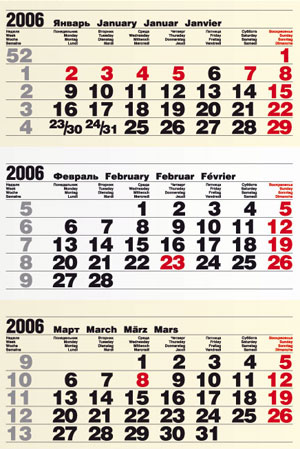 2006 Январь January Januar Janvier
Неделя Понедельник Вторник Среда Четверг Пятница Суббота Воскресенье
Week Monday Tuesday Wednesday Thursday Friday Saturday Sunday
Woche Montag Dienstag Mittwoch Donnerstag Freitag Sonntag
Semaine Lundi Mardi Mercredi Jeudi Vendredi Samedi Dimanche
52 1
1 2 3 4 5 6 7 8
2 9 10 11 12 13 14 15
3 16 17 18 19 20 21 22
4 23/30 24/31 25 26 27 28 29
2006 Февраль February Februar Février
Неделя Понедельник Вторник Среда Четверг Пятница Суббота Воскресенье
Week Monday Tuesday Wednesday Thursday Friday Saturday Sunday
Woche Montag Dienstag Mittwoch Donnerstag Freitag Sonntag
Semaine Lundi Mardi Mercredi Jeudi Vendredi Samedi Dimanche
5 1 2 3 4 5
6 6 7 8 9 10 11 12
7 13 14 15 16 17 18 19
8 20 21 22 23 24 25 26
9 27 28
2006 Март March März Mars
Неделя Понедельник Вторник Среда Четверг Пятница Суббота Воскресенье
Week Monday Tuesday Wednesday Thursday Friday Saturday Sunday
Woche Montag Dienstag Mittwoch Donnerstag Freitag Sonntag
Semaine Lundi Mardi Mercredi Jeudi Vendredi Samedi Dimanche
9 1 2 3 4 5
10 6 7 8 9 10 11 12
11 13 14 15 16 17 18 19
12 20 21 22 23 24 25 26
13 27 28 29 30 31